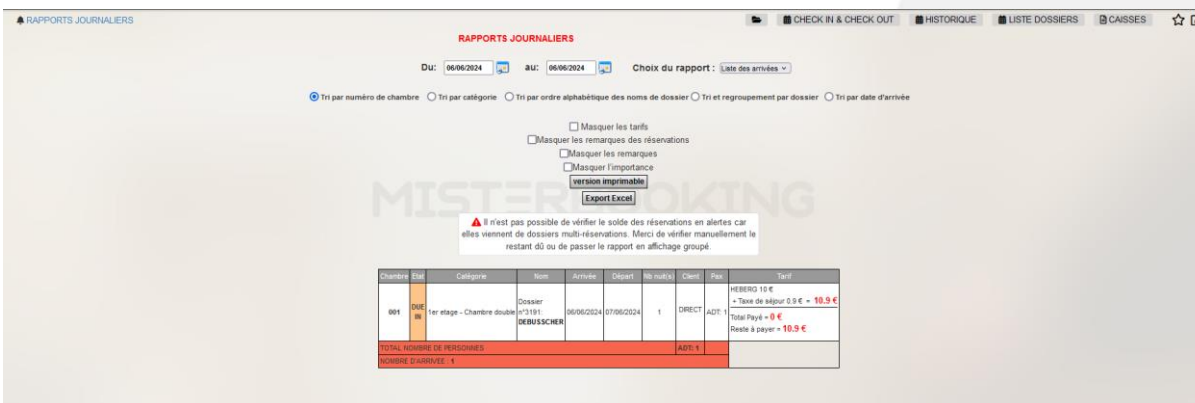 RAPPORTS JOURNALIERS
CHECK IN & CHECK OUT HISTORIQUE LISTE DOSSIERS CAISSES
RAPPORTS JOURNALIERS
Du: 06/06/2024 au: 06/06/2024 Choix du rapport : Liste des arrivées
Tri par numéro de chambre Tri par catégorie Tri par ordre alphabétique des noms de dossier Tri et regroupement par dossier Tri par date d'arrivée
Masquer les tarifs
Masquer les remarques des réservations
Masquer les remarques
Masquer l'importance
version imprimable
Export Excel
MISTERBOOKING
Il n'est pas possible de vérifier le solde des réservations en alertes car
elles viennent de dossiers multi-réservations. Merci de vérifier manuellement le
restant dû ou de passer le rapport en affichage groupé.
Chambre Etat Catégorie Nom Arrivée Départ Nb nuit(s) Client Pax Tarif
001 DUE IN 1er etage - Chambre double Dossier n°3191: DEBUSSCHER 06/06/2024 07/06/2024 1 DIRECT ADT: 1
HEBERG 10 €
+ Taxe de séjour 0.9 € = 10.9 €
Total Payé = 0 €
Reste à payer = 10.9 €
TOTAL NOMBRE DE PERSONNES ADT: 1
NOMBRE D'ARRIVEE : 1